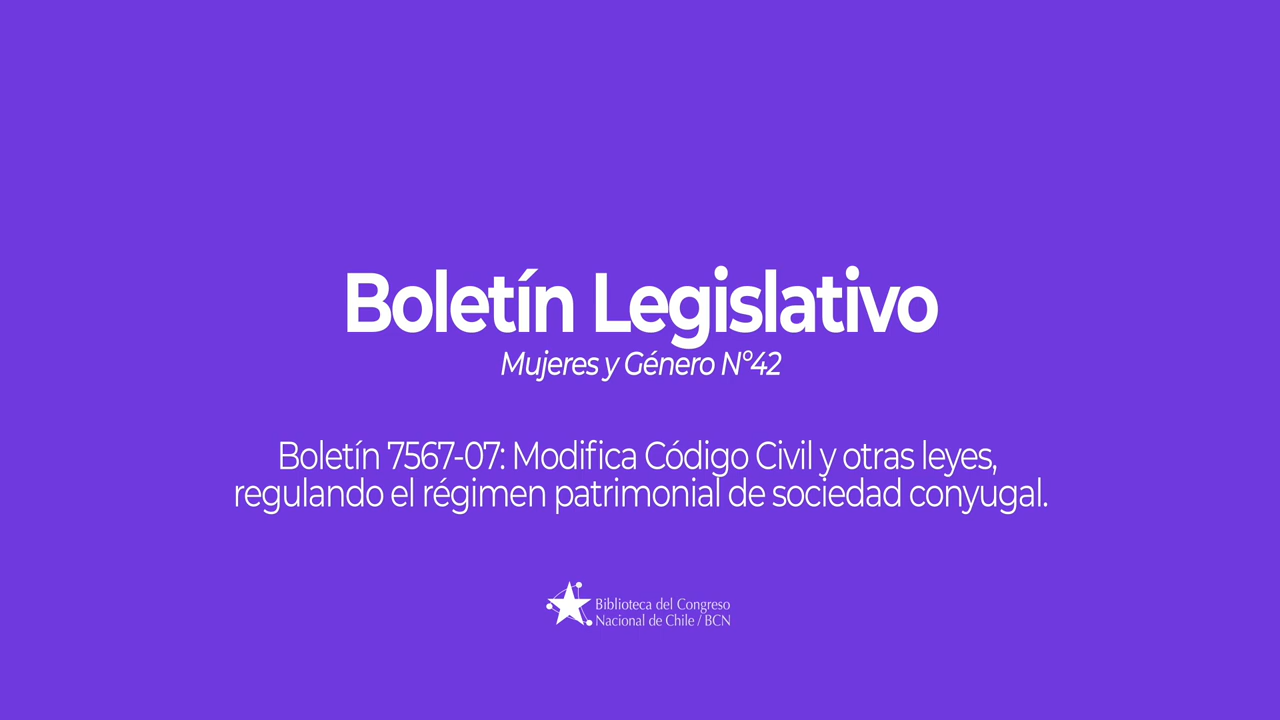 Boletín Legislativo
Mujeres y Género N°42
Boletín 7567-07: Modifica Código Civil y otras leyes,
regulando el régimen patrimonial de sociedad conyugal.
Biblioteca del Congreso
Nacional de Chile / BCN